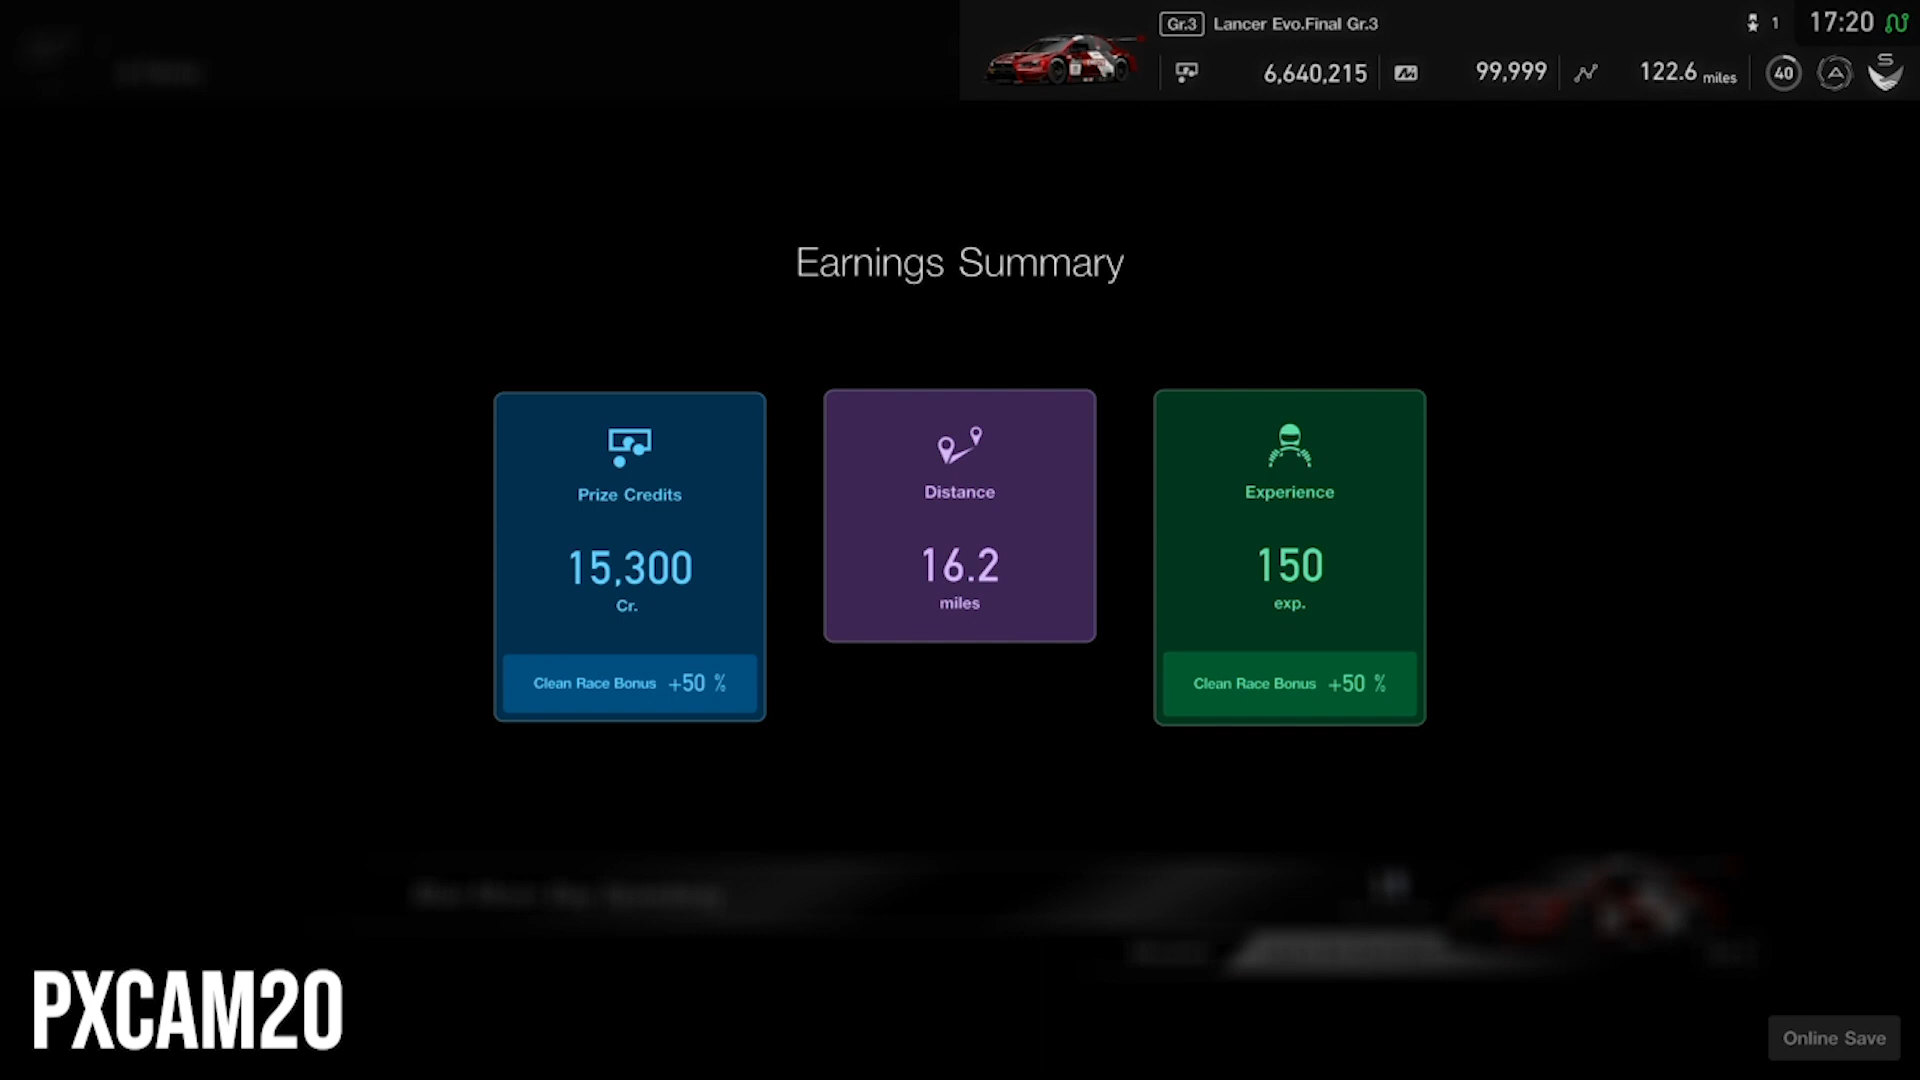 Gr.3 Lancer Evo.Final Gr.3
1
17:20
6,640,215
99,999
122.6 miles
40
A
S
Earnings Summary
Prize Credits
15,300
Cr.
Clean Race Bonus +50 %
Distance
16.2
miles
Experience
150
exp.
Clean Race Bonus +50 %
PXCAM20
Online Save